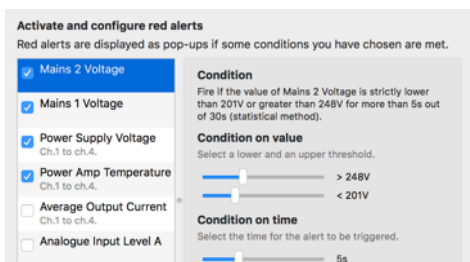 Activate and configure red alerts
Red alerts are displayed as pop-ups if some conditions you have chosen are met.
Mains 2 Voltage
Mains 1 Voltage
Power Supply Voltage
Ch.1 to ch.4.
Power Amp Temperature
Ch.1 to ch.4.
Average Output Current
Ch.1 to ch.4.
Analogue Input Level A
Condition
Fire if the value of Mains 2 Voltage is strictly lower
than 201V or greater than 248V for more than 5s out
of 30s (statistical method).
Condition on value
Select a lower and an upper threshold.
> 248V
< 201V
Condition on time
Select the time for the alert to be triggered.
5s